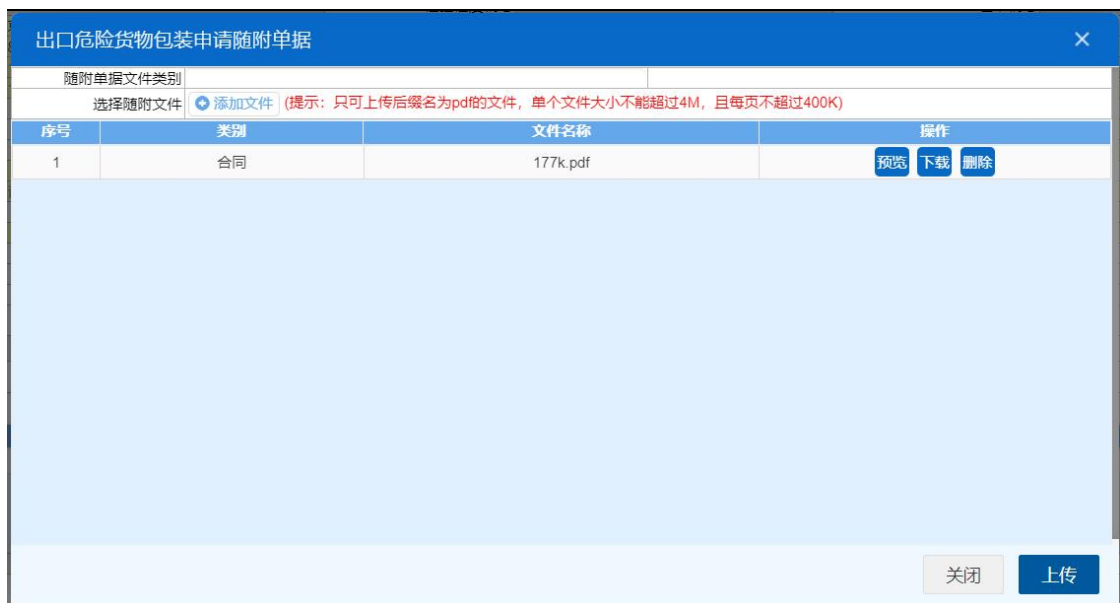 出口危险货物包装申请随附单据
随附单据文件类别
选择随附文件 添加文件 (提示：只可上传后缀名为pdf的文件，单个文件大小不能超过4M，且每页不超过400K)
序号 类别 文件名称 操作
1 合同 177k.pdf 预览 下载 删除
关闭 上传